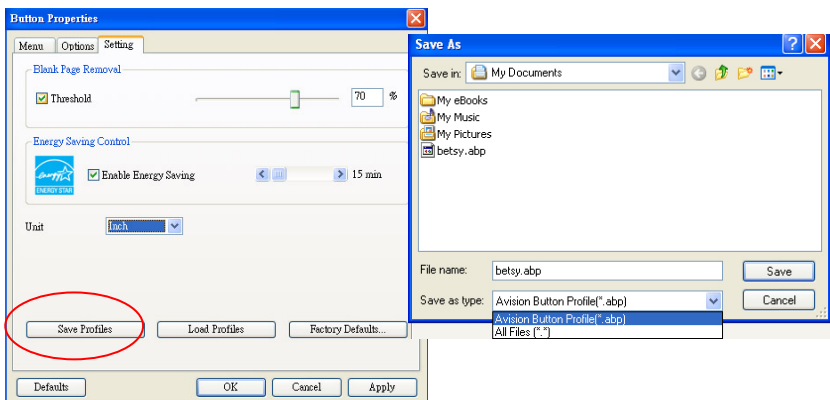 Button Properties
Menu Options Setting
Blank Page Removal
Threshold 70 %
Energy Saving Control
energy
ENERGY STAR
Enable Energy Saving 15 min
Unit Inch
Save Profiles Load Profiles Factory Defaults...
Defaults OK Cancel Apply
Save As
Save in: My Documents
My eBooks
My Music
My Pictures
betsy.abp
File name: betsy.abp Save
Save as type: Avision Button Profile(*.abp) Cancel
Avision Button Profile(*.abp)
All Files (*.*)